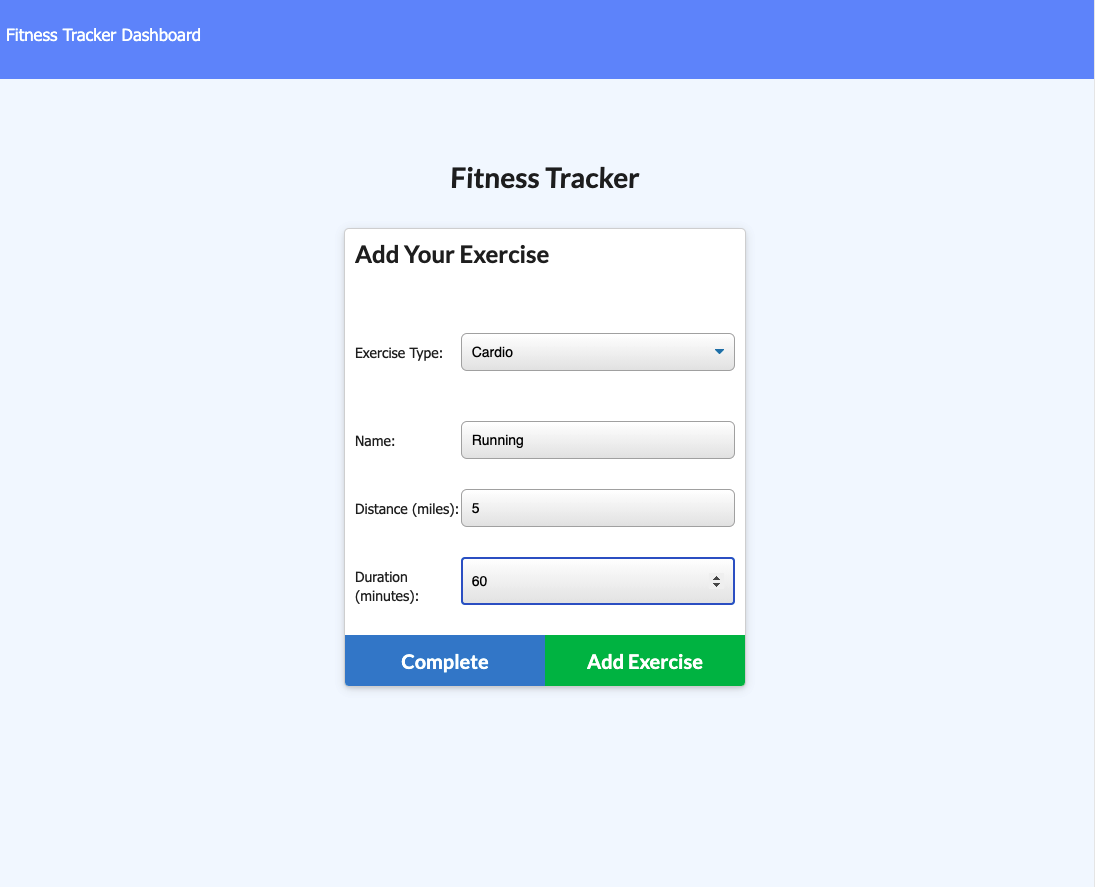 Fitness Tracker Dashboard
Fitness Tracker
Add Your Exercise
Exercise Type: Cardio
Name: Running
Distance (miles): 5
Duration
(minutes): 60
Complete Add Exercise